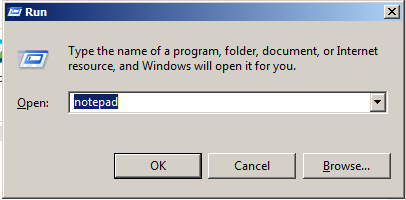 Run
Type the name of a program, folder, document, or Internet
resource, and Windows will open it for you.
Open: notepad
OK Cancel Browse...